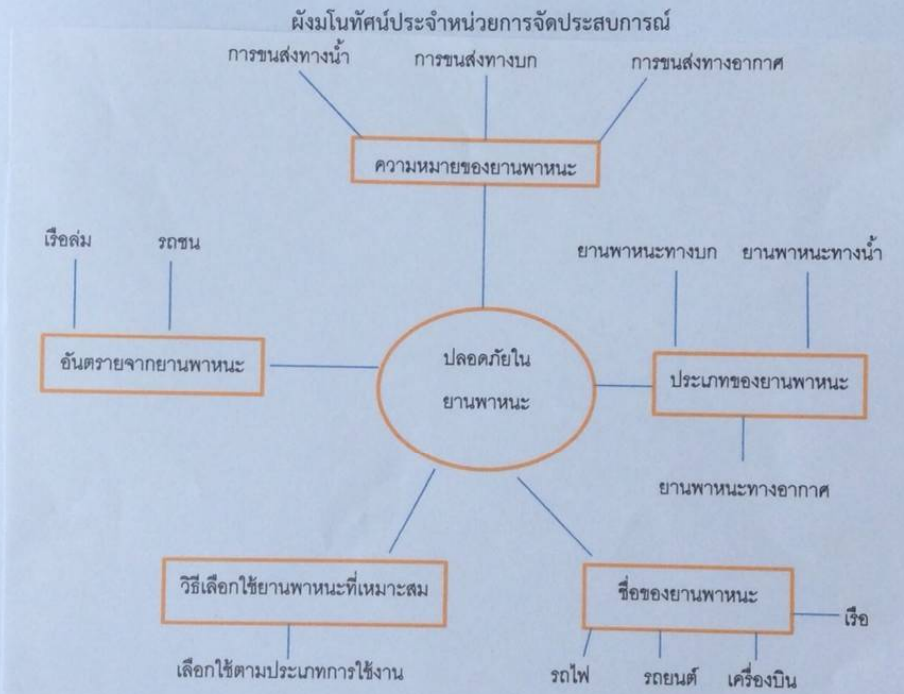 ผังมโนทัศน์ประจำหน่วยการจัดประสบการณ์
การขนส่งทางน้ำ
การขนส่งทางบก
การขนส่งทางอากาศ
ความหมายของยานพาหนะ
เรือล่ม
รถชน
ยานพาหนะทางบก
ยานพาหนะทางน้ำ
อันตรายจากยานพาหนะ
ปลอดภัยใน
ยานพาหนะ
ประเภทของยานพาหนะ
ยานพาหนะทางอากาศ
วิธีเลือกใช้ยานพาหนะที่เหมาะสม
ชื่อของยานพาหนะ
เรือ
เลือกใช้ตามประเภทการใช้งาน
รถไฟ
รถยนต์
เครื่องบิน